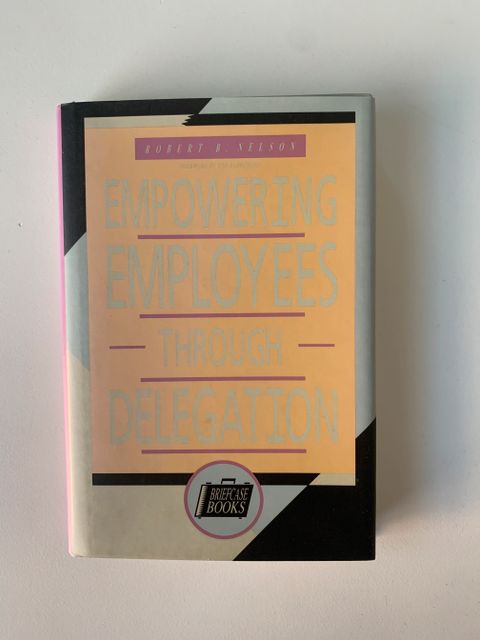 ROBERT B. NELSON
EMPOWERING
EMPLOYEES
THROUGH
DELEGATION
BRIEFCASE
BOOKS